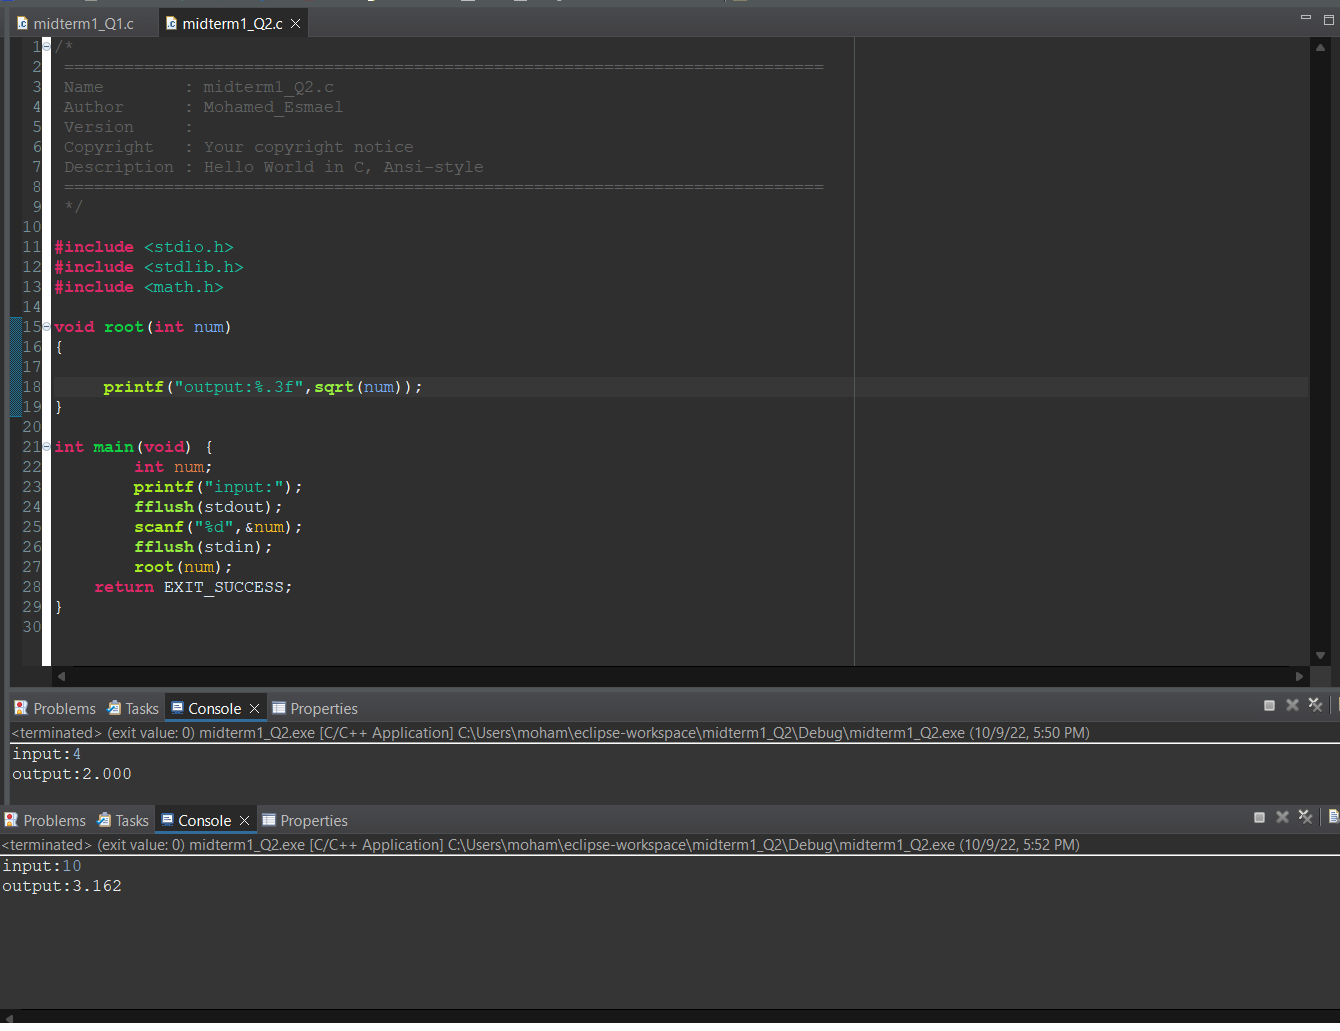 midterm1_Q1.c midterm1_Q2.c
1 /*
2 ============================================================================
3 Name : midterm1_Q2.c
4 Author : Mohamed_Esmael
5 Version :
6 Copyright : Your copyright notice
7 Description : Hello World in C, Ansi-style
8 ============================================================================
9 */
10
11 #include <stdio.h>
12 #include <stdlib.h>
13 #include <math.h>
14
15 void root(int num)
16 {
17
18 printf("output:%.3f",sqrt(num));
19 }
20
21 int main(void) {
22 int num;
23 printf("input:");
24 fflush(stdout);
25 scanf("%d",&num);
26 fflush(stdin);
27 root(num);
28 return EXIT_SUCCESS;
29 }
30
Problems Tasks Console Properties
<terminated> (exit value: 0) midterm1_Q2.exe [C/C++ Application] C:\Users\moham\eclipse-workspace\midterm1_Q2\Debug\midterm1_Q2.exe (10/9/22, 5:50 PM)
input:4
output:2.000
Problems Tasks Console Properties
<terminated> (exit value: 0) midterm1_Q2.exe [C/C++ Application] C:\Users\moham\eclipse-workspace\midterm1_Q2\Debug\midterm1_Q2.exe (10/9/22, 5:52 PM)
input:10
output:3.162